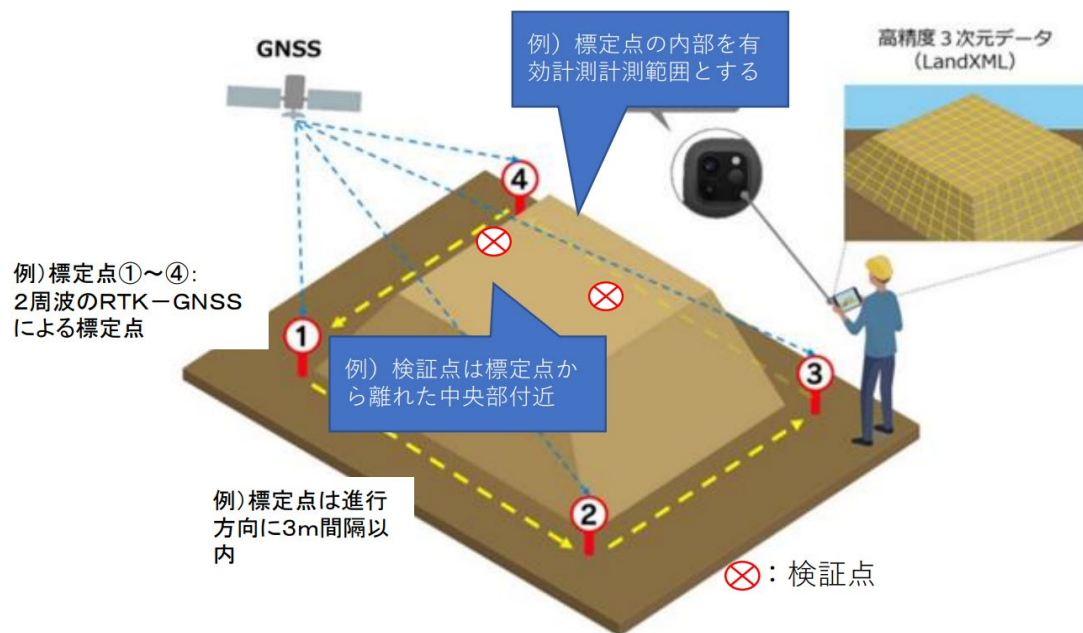 GNSS
例）標定点の内部を有
効計測計測範囲とする
高精度３次元データ
（LandXML）
4
例）標定点①～④：
２周波のRTK－GNSS
による標定点
1
例）検証点は標定点か
ら離れた中央部付近
3
例）標定点は進行
方向に3m間隔以
内
2
：検証点